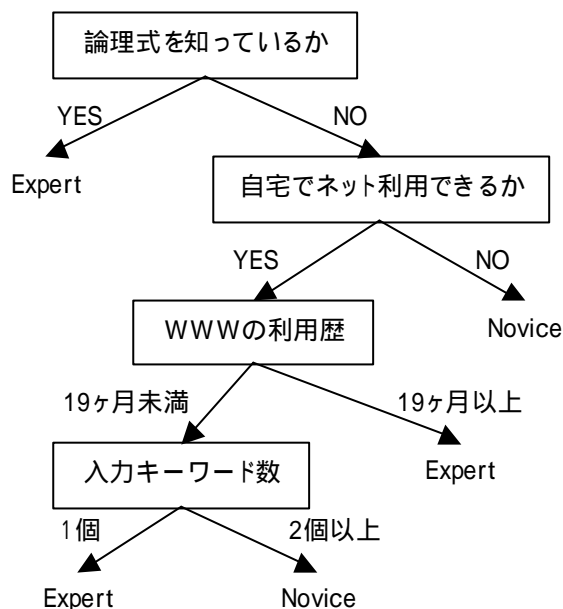 論理式を知っているか
YES
NO
Expert
自宅でネット利用できるか
YES
NO
WWWの利用歴
Novice
19ヶ月未満
19ヶ月以上
入力キーワード数
Expert
1個
2個以上
Expert
Novice